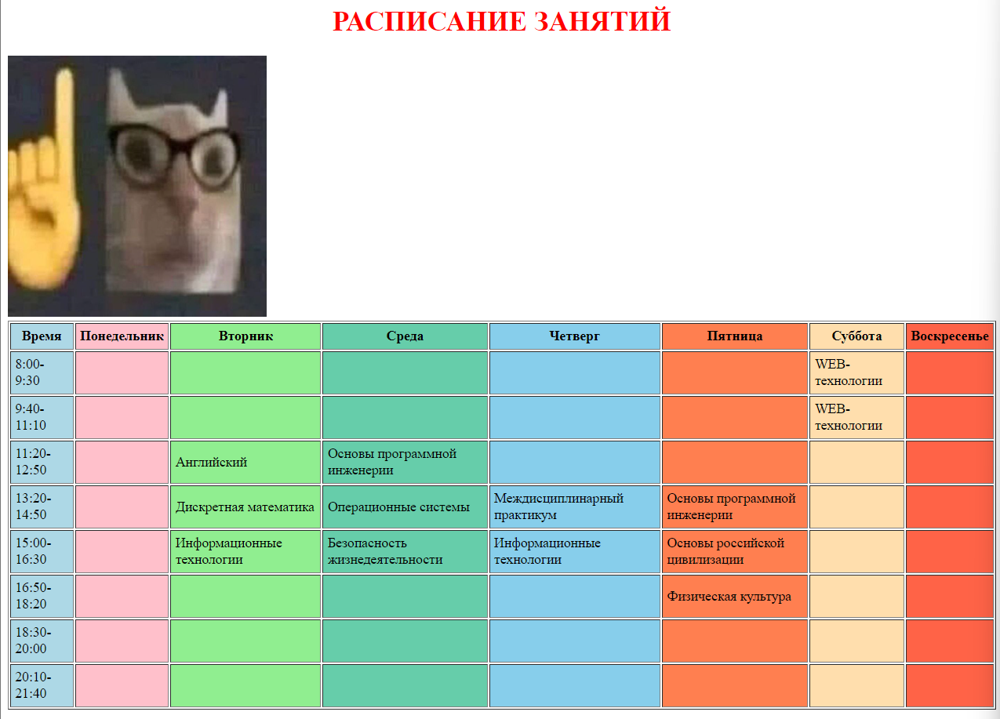 РАСПИСАНИЕ ЗАНЯТИЙ
Время Понедельник Вторник Среда Четверг Пятница Суббота Воскресенье
8:00-
9:30
WEB-
технологии
9:40-
11:10
WEB-
технологии
11:20-
12:50
Английский
Основы программной
инженерии
13:20-
14:50
Дискретная математика
Операционные системы
Междисциплинарный
практикум
Основы программной
инженерии
15:00-
16:30
Информационные
технологии
Безопасность
жизнедеятельности
Информационные
технологии
Основы российской
цивилизации
16:50-
18:20
Физическая культура
18:30-
20:00
20:10-
21:40